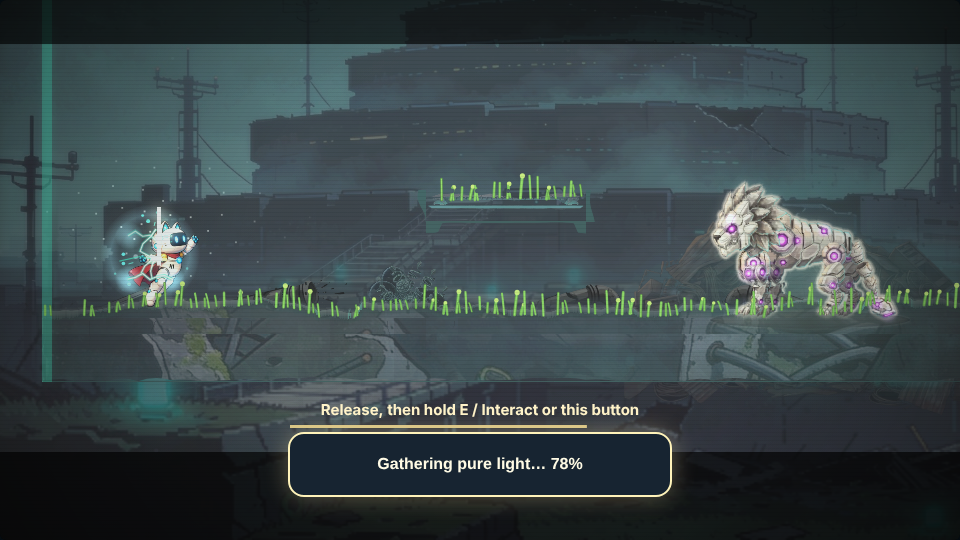 Release, then hold E / Interact or this button
Gathering pure light… 78%